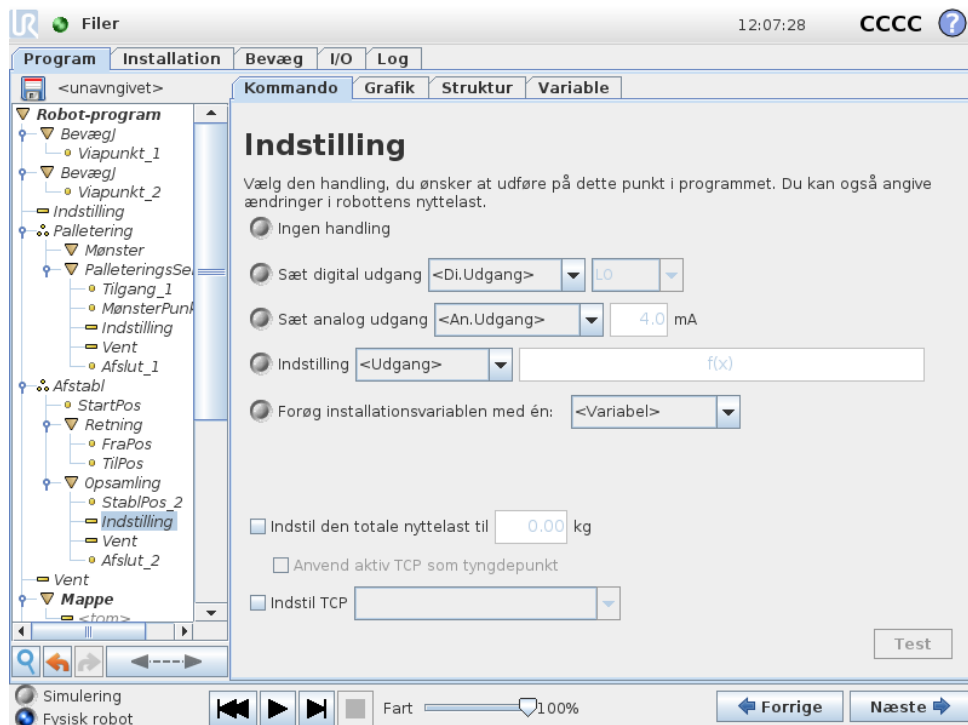 UR Filer 12:07:28 CCCC ?
Program Installation Bevæg I/O Log
<unavngivet>
Kommando Grafik Struktur Variable
Robot-program
BevægJ
Viapunkt_1
BevægJ
Viapunkt_2
Indstilling
Palletering
Mønster
PalleteringsSe
Tilgang_1
MønsterPunk
Indstilling
Vent
Afslut_1
Afstabl
StartPos
Retning
FraPos
TilPos
Opsamling
StablPos_2
Indstilling
Vent
Afslut_2
Vent
Mappe
<tom>
Indstilling
Vælg den handling, du ønsker at udføre på dette punkt i programmet. Du kan også angive
ændringer i robottens nyttelast.
Ingen handling
Sæt digital udgang <Di.Udgang> LO
Sæt analog udgang <An.Udgang> 4.0 mA
Indstilling <Udgang> f(x)
Forøg installationsvariablen med én: <Variabel>
Indstil den totale nyttelast til 0.00 kg
Anvend aktiv TCP som tyngdepunkt
Indstil TCP
Test
Simulering
Fysisk robot
Fart 100%
Forrige Næste